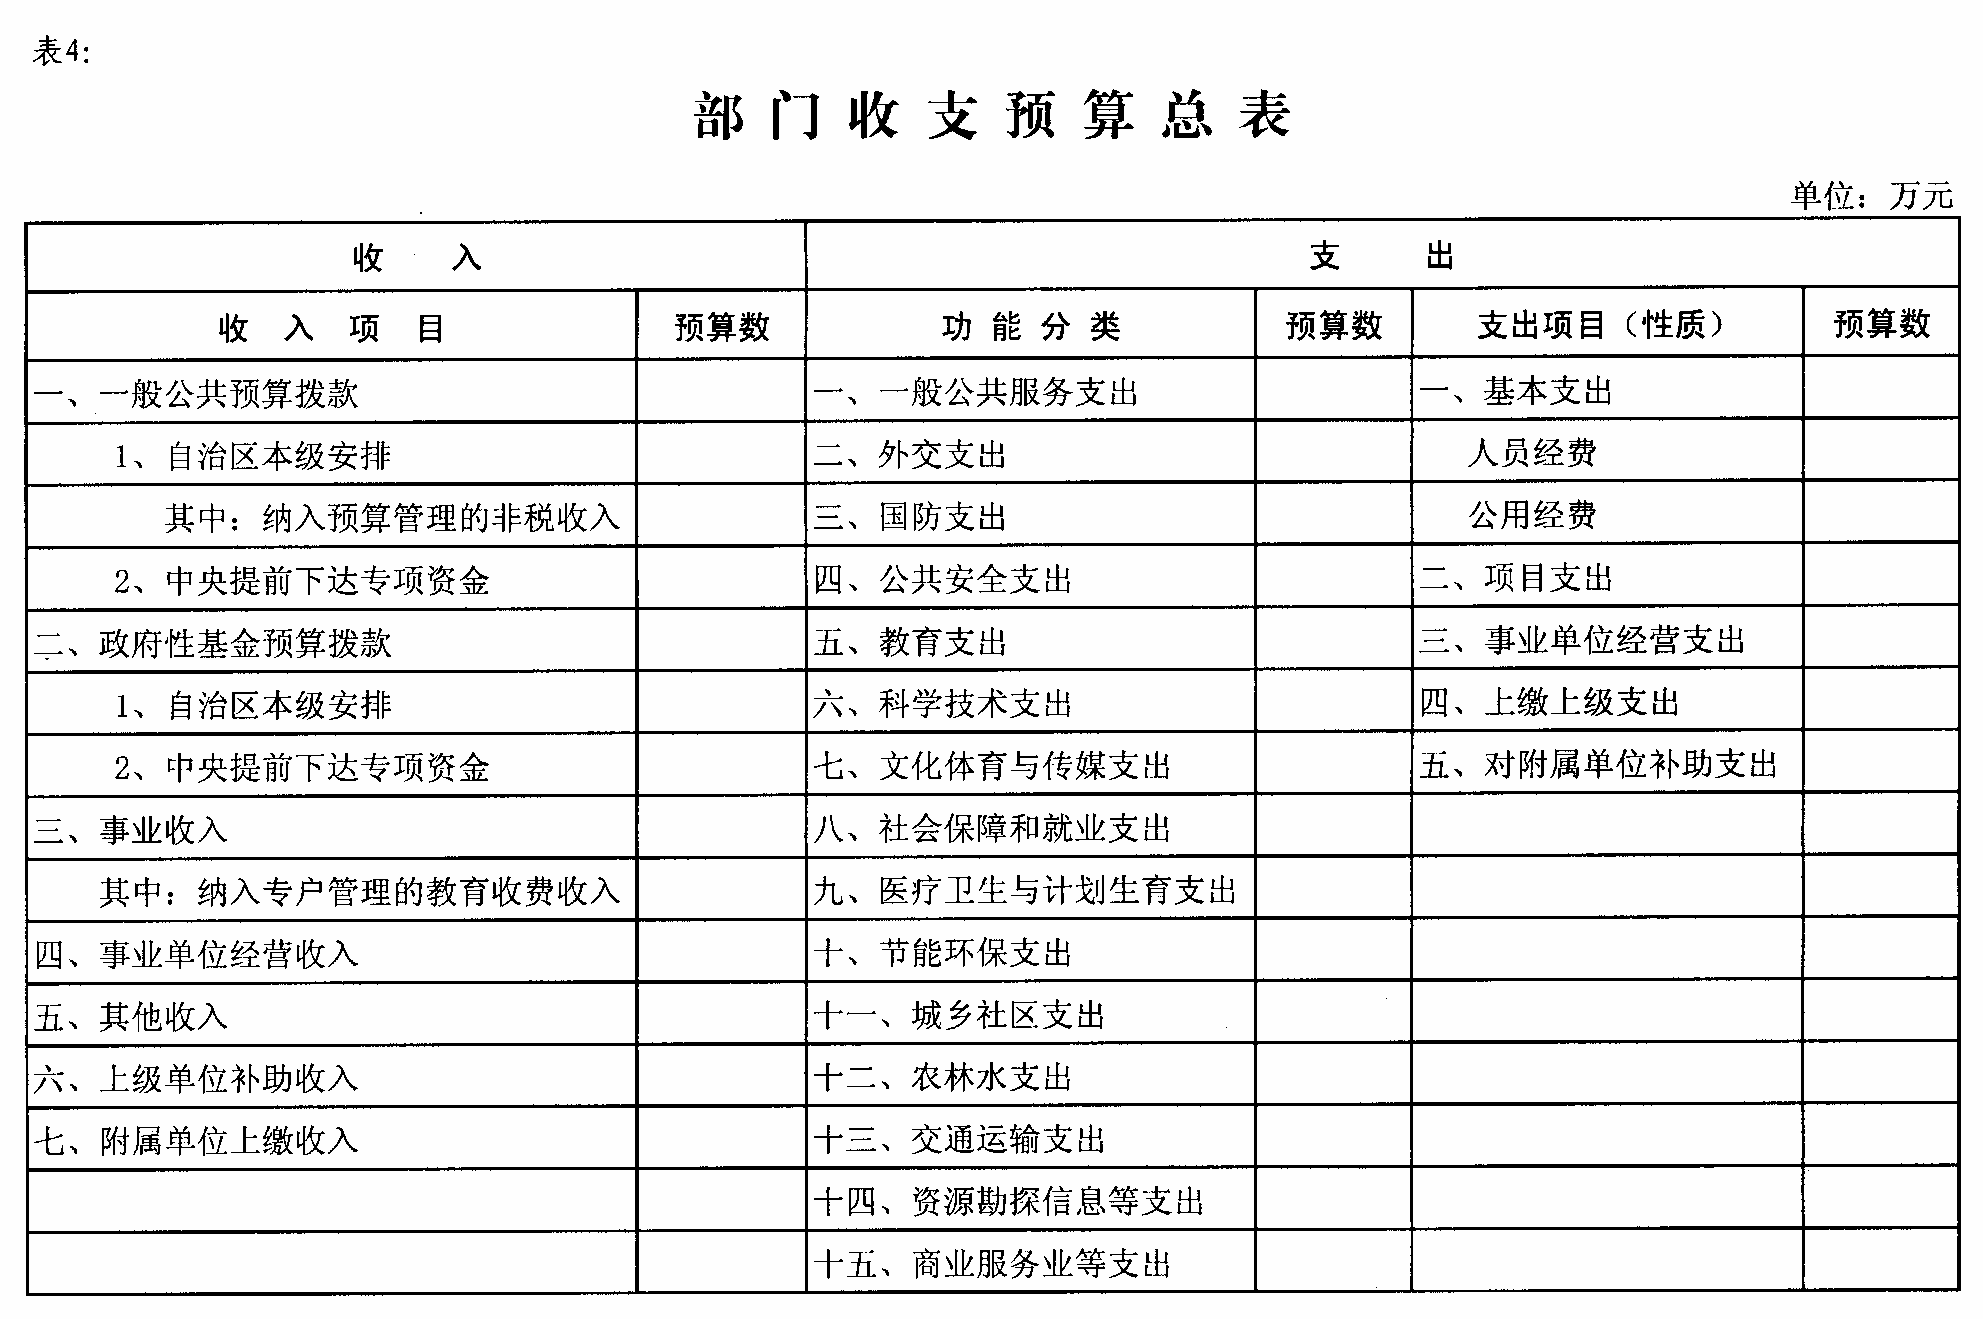 表4:
部门收支预算总表
单位：万元
收 入 支 出
收 入 项 目 预算数 功 能 分 类 预算数 支出项目（性质） 预算数
一、一般公共预算拨款 一、一般公共服务支出 一、基本支出
1、自治区本级安排 二、外交支出 人员经费
其中：纳入预算管理的非税收入 三、国防支出 公用经费
2、中央提前下达专项资金 四、公共安全支出 二、项目支出
二、政府性基金预算拨款 五、教育支出 三、事业单位经营支出
1、自治区本级安排 六、科学技术支出 四、上缴上级支出
2、中央提前下达专项资金 七、文化体育与传媒支出 五、对附属单位补助支出
三、事业收入 八、社会保障和就业支出
其中：纳入专户管理的教育收费收入 九、医疗卫生与计划生育支出
四、事业单位经营收入 十、节能环保支出
五、其他收入 十一、城乡社区支出
六、上级单位补助收入 十二、农林水支出
七、附属单位上缴收入 十三、交通运输支出
十四、资源勘探信息等支出
十五、商业服务业等支出